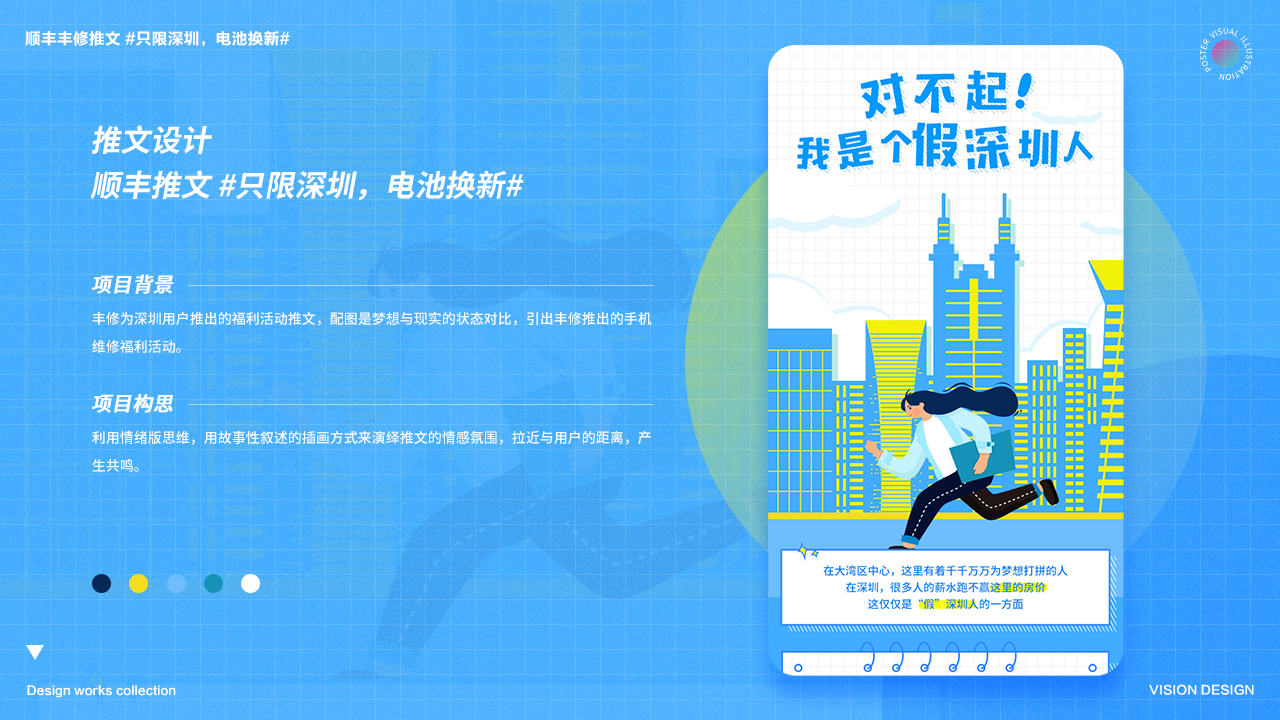 顺丰丰修推文 #只限深圳，电池换新#
POSTER VISUAL ILLUSTRATION
推文设计
顺丰推文 #只限深圳，电池换新#
项目背景
丰修为深圳用户推出的福利活动推文，配图是梦想与现实的状态对比，引出丰修推出的手机
维修福利活动。
项目构思
利用情绪版思维，用故事性叙述的插画方式来演绎推文的情感氛围，拉近与用户的距离，产
生共鸣。
对不起！
我是个假深圳人
在大湾区中心，这里有着千千万万为梦想打拼的人
在深圳，很多人的薪水跑不赢这里的房价
这仅仅是“假”深圳人的一方面
Design works collection
VISION DESIGN